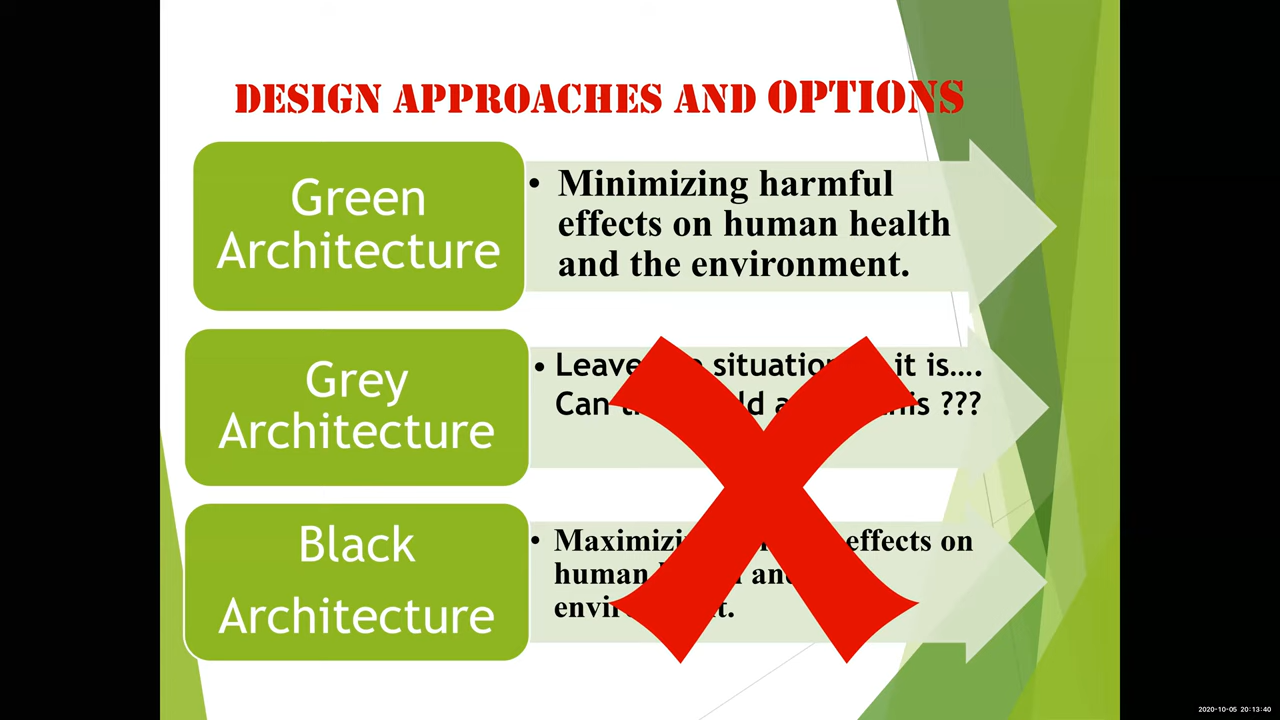 DESIGN APPROACHES AND OPTIONS
Green
Architecture
• Minimizing harmful
effects on human health
and the environment.
Grey
Architecture
• Leave situation it is....
Can ???
Black
Architecture
• effects on
human
2020-10-05 20:13:40